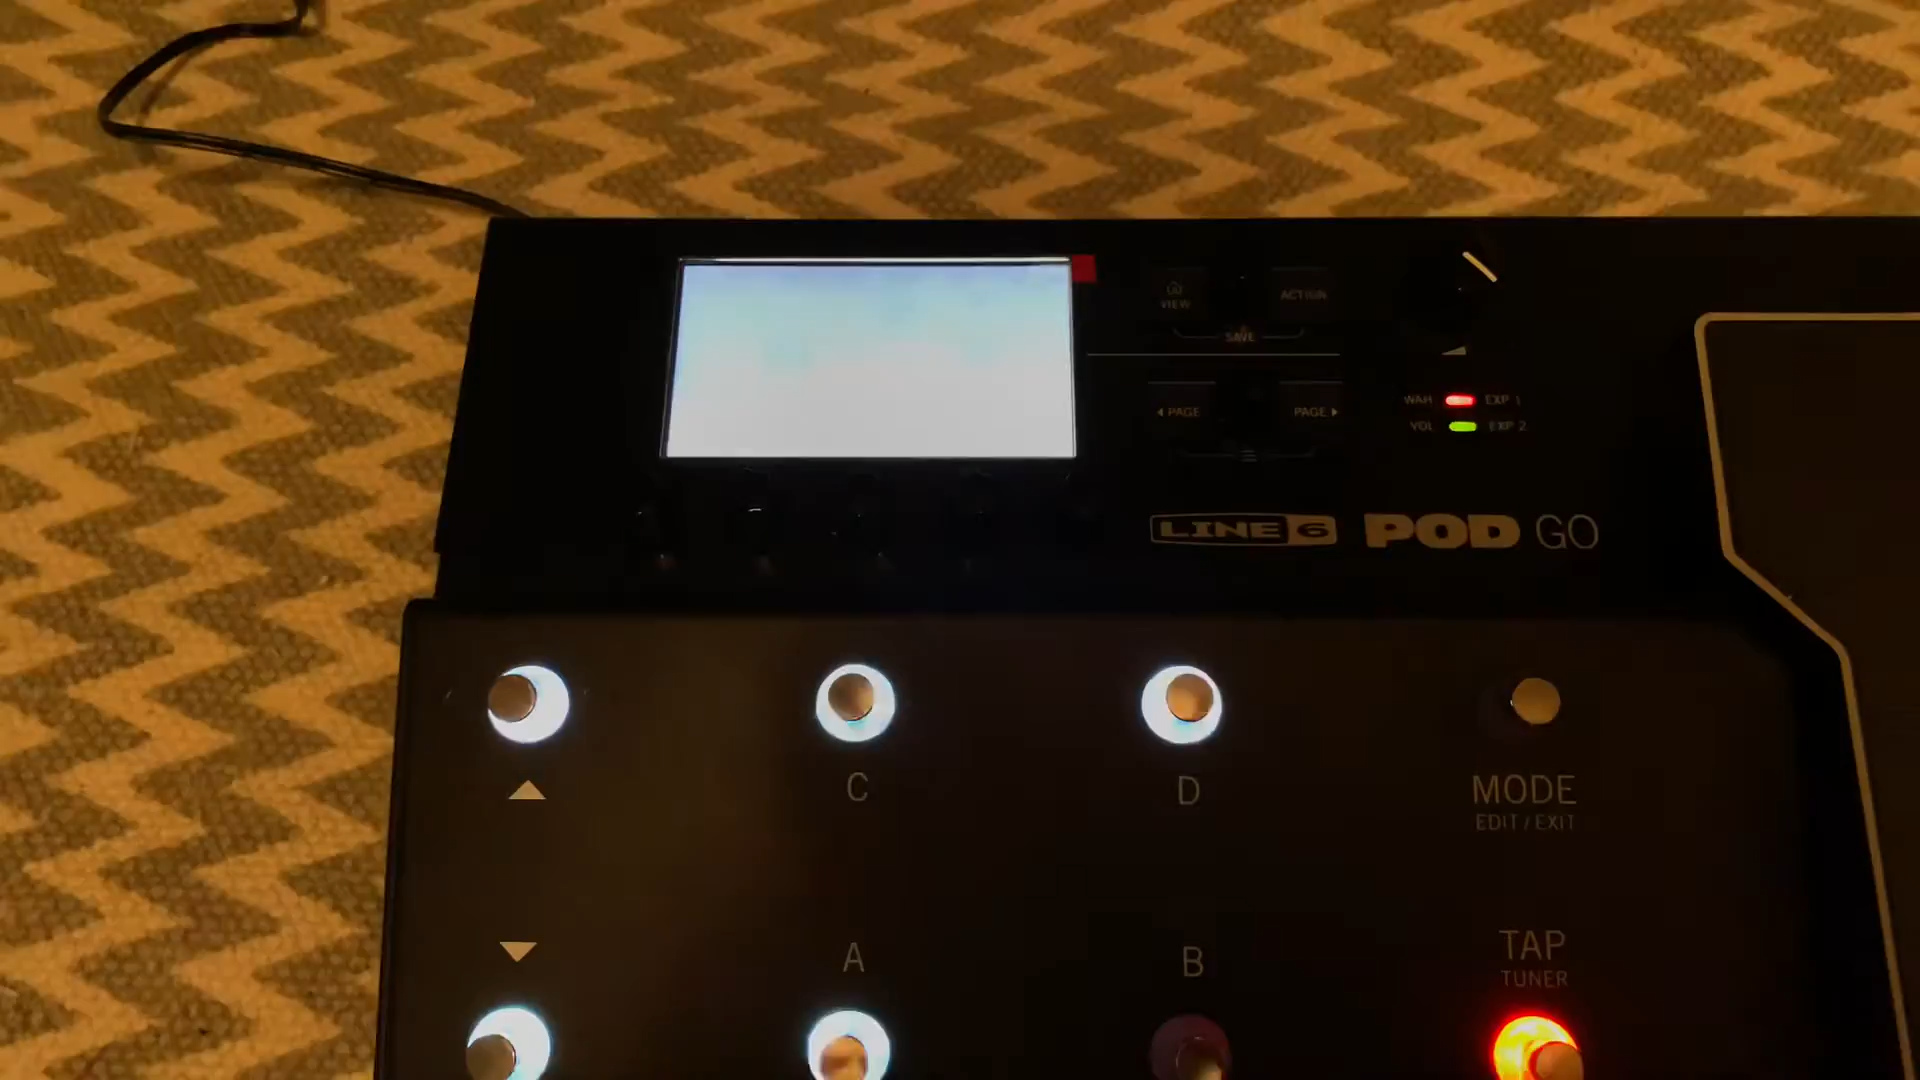 VIEW
ACTION
SAVE
PAGE
PAGE
WAH EXP 1
VOL EXP 2
LINE 6 POD GO
C
D
MODE
EDIT / EXIT
A
B
TAP
TUNER